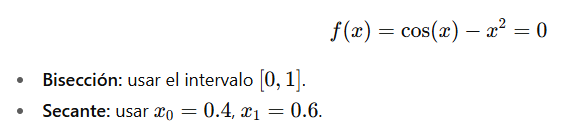 f(x) = cos(x) − x² = 0
• Bisección: usar el intervalo [0, 1].
• Secante: usar x₀ = 0.4, x₁ = 0.6.